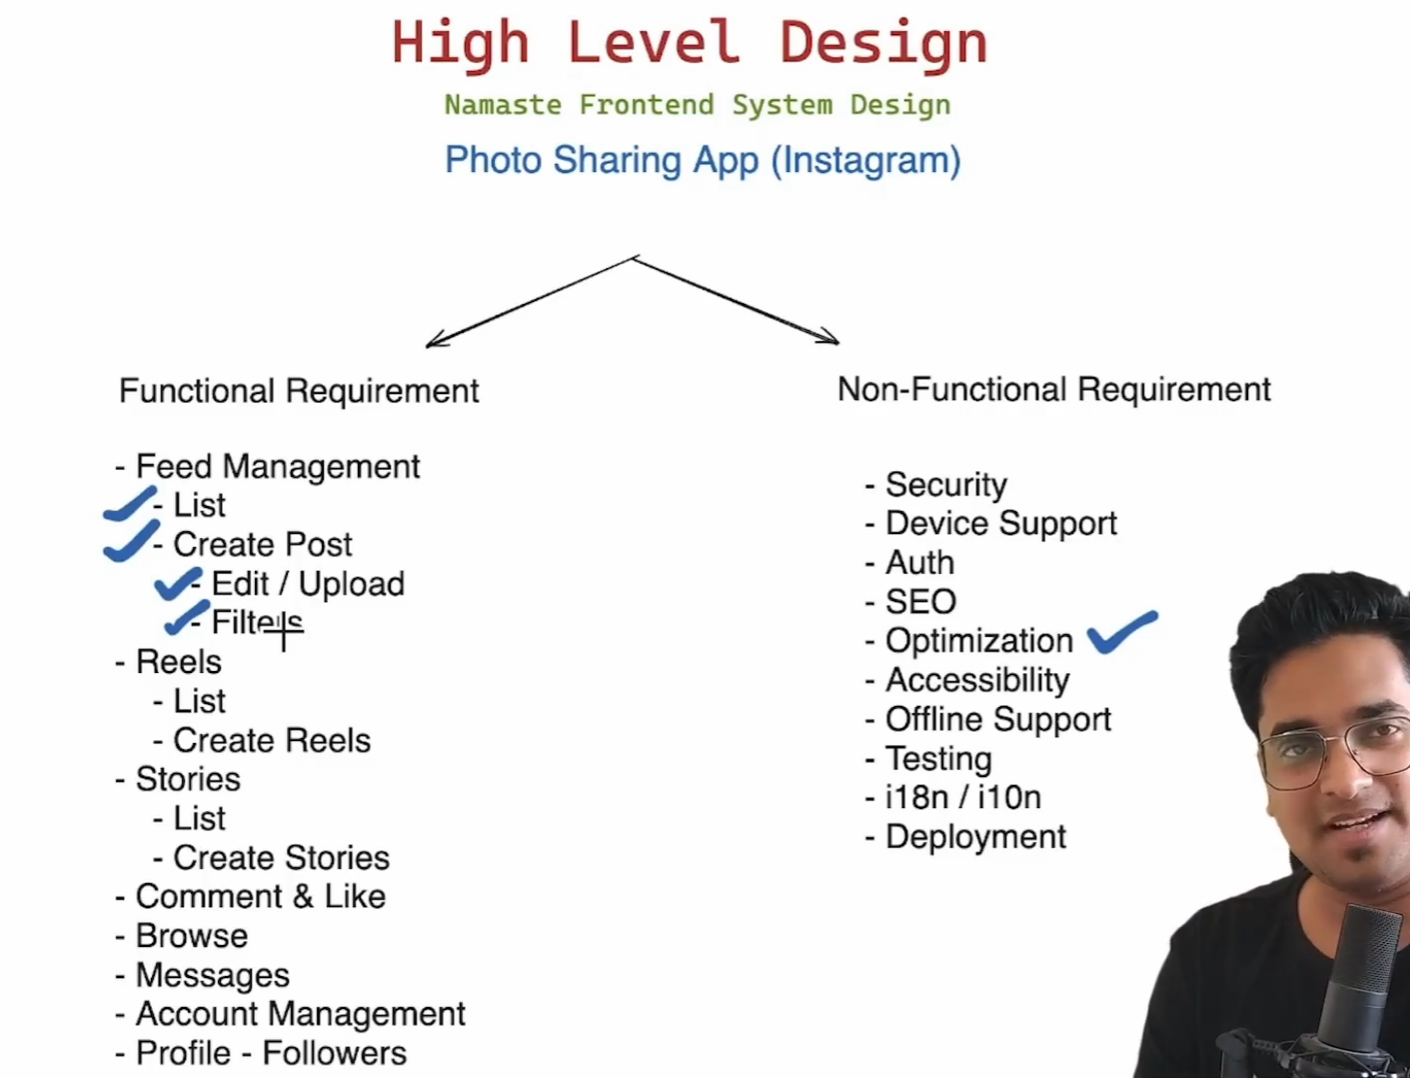 High Level Design
Namaste Frontend System Design
Photo Sharing App (Instagram)
Functional Requirement
- Feed Management
- List
- Create Post
- Edit / Upload
- Filters
- Reels
- List
- Create Reels
- Stories
- List
- Create Stories
- Comment & Like
- Browse
- Messages
- Account Management
- Profile - Followers
Non-Functional Requirement
- Security
- Device Support
- Auth
- SEO
- Optimization
- Accessibility
- Offline Support
- Testing
- i18n / i10n
- Deployment